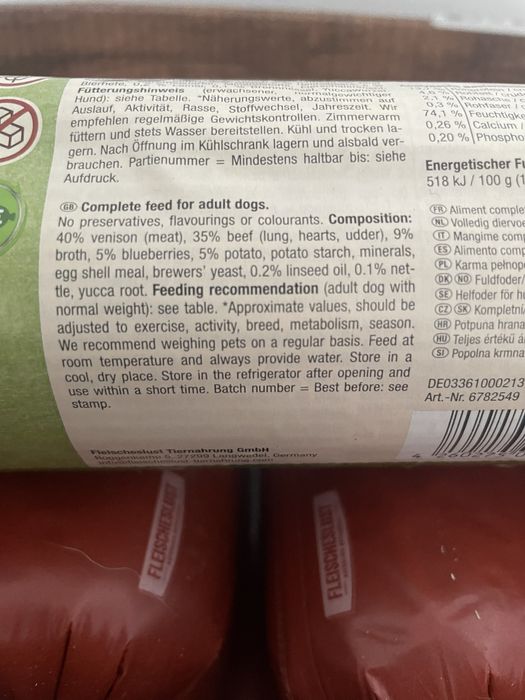 Fütterungshinweis (erwachsener,
Hund): siehe Tabelle. *Näherungswerte, abzustimmen auf
Auslauf, Aktivität, Rasse, Stoffwechsel, Jahreszeit. Wir
empfehlen regelmäßige Gewichtskontrollen. Zimmerwarm
füttern und stets Wasser bereitstellen. Kühl und trocken la-
gern. Nach Öffnung im Kühlschrank lagern und alsbald ver-
brauchen. Partienummer = Mindestens haltbar bis: siehe
Aufdruck.
GB Complete feed for adult dogs.
No preservatives, flavourings or colourants. Composition:
40% venison (meat), 35% beef (lung, hearts, udder), 9%
broth, 5% blueberries, 5% potato, potato starch, minerals,
egg shell meal, brewers' yeast, 0.2% linseed oil, 0.1% net-
tle, yucca root. Feeding recommendation (adult dog with
normal weight): see table. *Approximate values, should be
adjusted to exercise, activity, breed, metabolism, season.
We recommend weighing pets on a regular basis. Feed at
room temperature and always provide water. Store in a
cool, dry place. Store in the refrigerator after opening and
use within a short time. Batch number = Best before: see
stamp.
Fleischeslust Tiernahrung GmbH
27299 Langwedel, Germany
2,1 % Rohasche
0,3 % Rohfaser
74,1 % Feuchtigke
0,26 % Calcium
0,20 % Phospho
Energetischer Fu
518 kJ / 100 g (1
FR Aliment comple
NL Volledig diervoe
IT Mangime com
ES Alimento comp
PL Karma pełnop
DK NO Fuldfoder/
SE Helfoder för h
CZ SK Kompletní
HR Potpuna hrana
HU Teljes értékű á
SI Popolna krmna
DE03361000213
Art.-Nr. 6782549
FLEISCHESLUST
FLEISCHESLUST